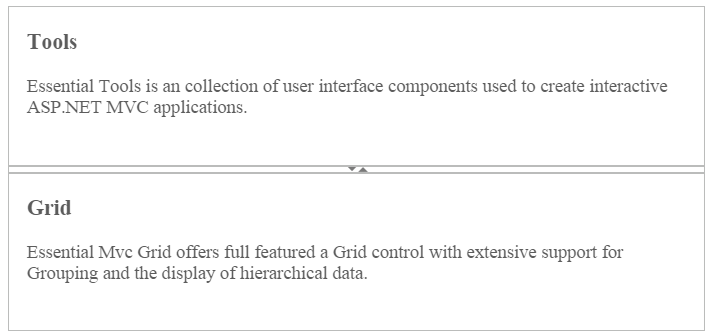 Tools
Essential Tools is an collection of user interface components used to create interactive
ASP.NET MVC applications.
Grid
Essential Mvc Grid offers full featured a Grid control with extensive support for
Grouping and the display of hierarchical data.